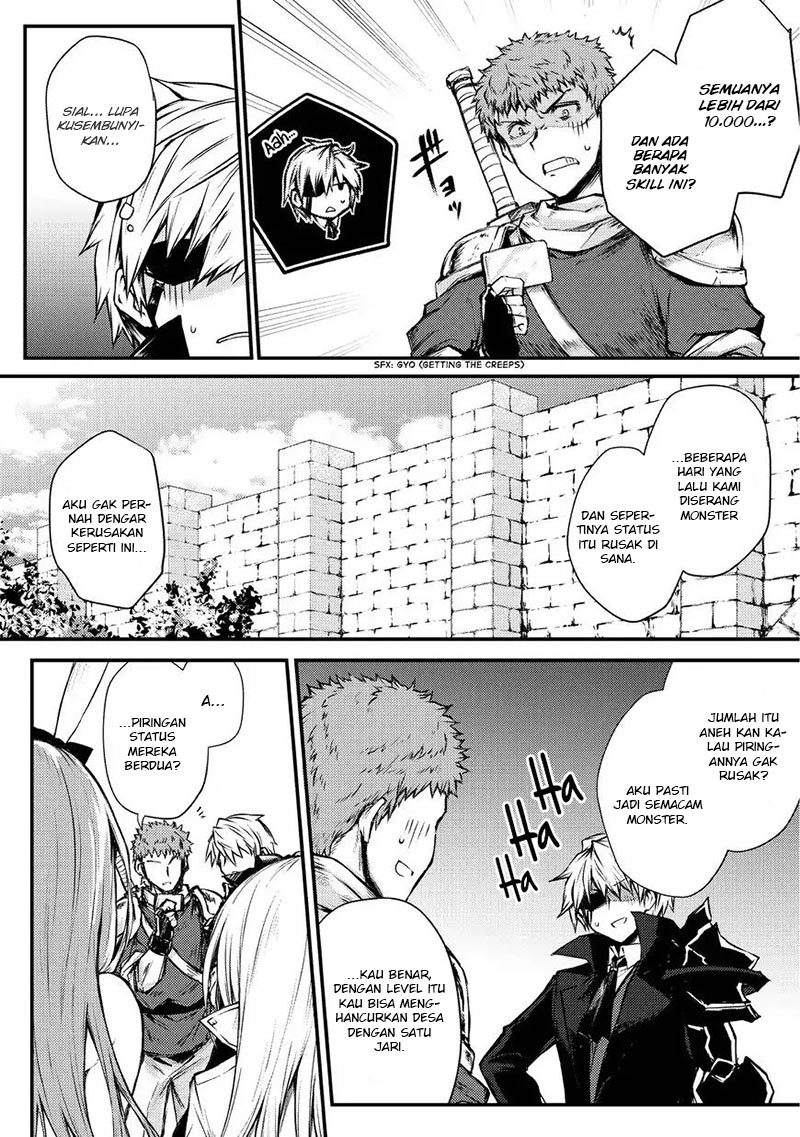 SEMUANYA
LEBIH DARI
10.000...?
DAN ADA
BERAPA
BANYAK
SKILL INI?
ギョッ
Aah...
SIAL... LUPA
KUSEMBUNYI-
KAN...
SFX: GYO (GETTING THE CREEPS)
...BEBERAPA
HARI YANG
LALU KAMI
DISERANG
MONSTER
DAN SEPER-
TINYA STATUS
ITU RUSAK DI
SANA.
AKU GAK PER-
NAH DENGAR
KERUSAKAN
SEPERTI INI...
JUMLAH ITU
ANEH KAN KA-
LAU PIRING-
ANNYA GAK
RUSAK?
AKU PASTI
JADI SEMACAM
MONSTER.
Ha
Ha
Ha
Ha
...KAU BENAR,
DENGAN LEVEL ITU
KAU BISA MENG-
HANCURKAN DESA
DENGAN SATU
JARI.
A...
...PIRINGAN
STATUS
MEREKA
BERDUA?